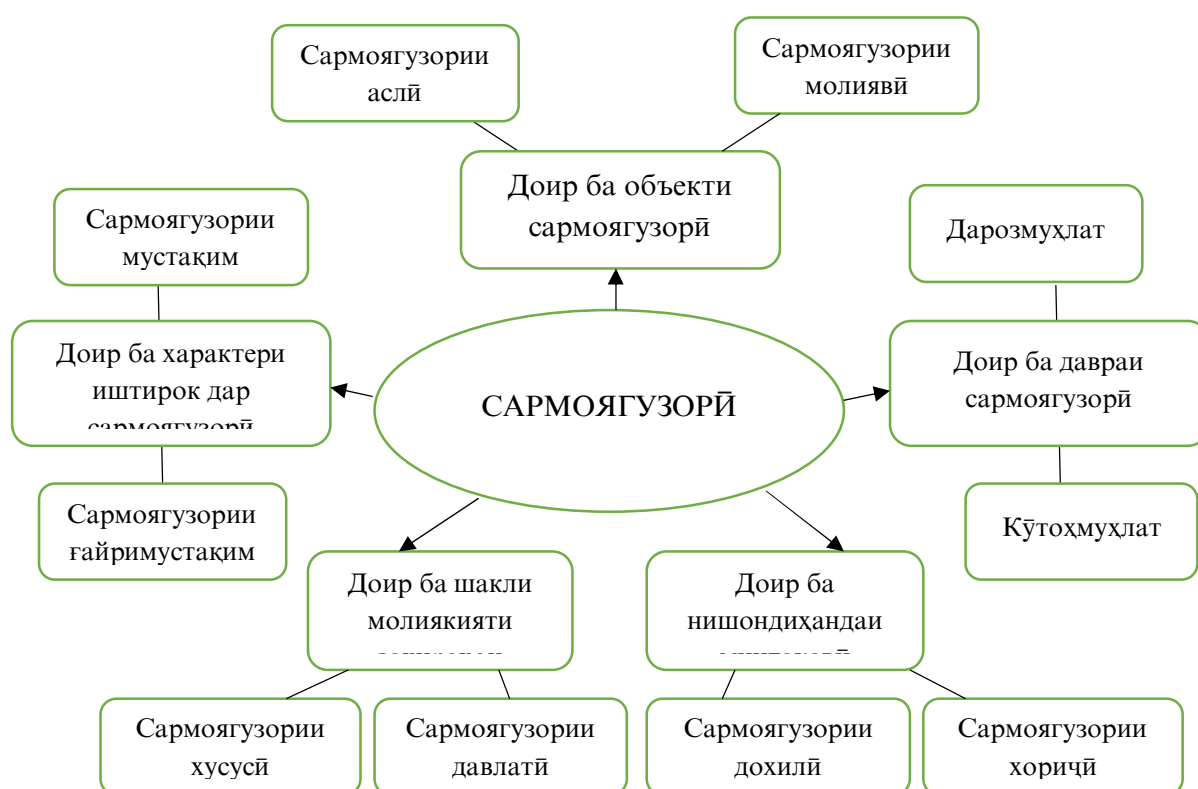 Сармоягузории
аслӣ
Сармоягузории
молиявӣ
Доир ба объекти
сармоягузорӣ
Сармоягузории
мустақим
Дарозмуҳлат
Доир ба характери
иштирок дар
сармоягузорӣ
САРМОЯГУЗОРӢ
Доир ба давраи
сармоягузорӣ
Сармоягузории
ғайримустақим
Кӯтоҳмуҳлат
Доир ба шакли
молиякияти
Доир ба
нишондиҳандаи
Сармоягузории
хусусӣ
Сармоягузории
давлатӣ
Сармоягузории
дохилӣ
Сармоягузории
хориҷӣ